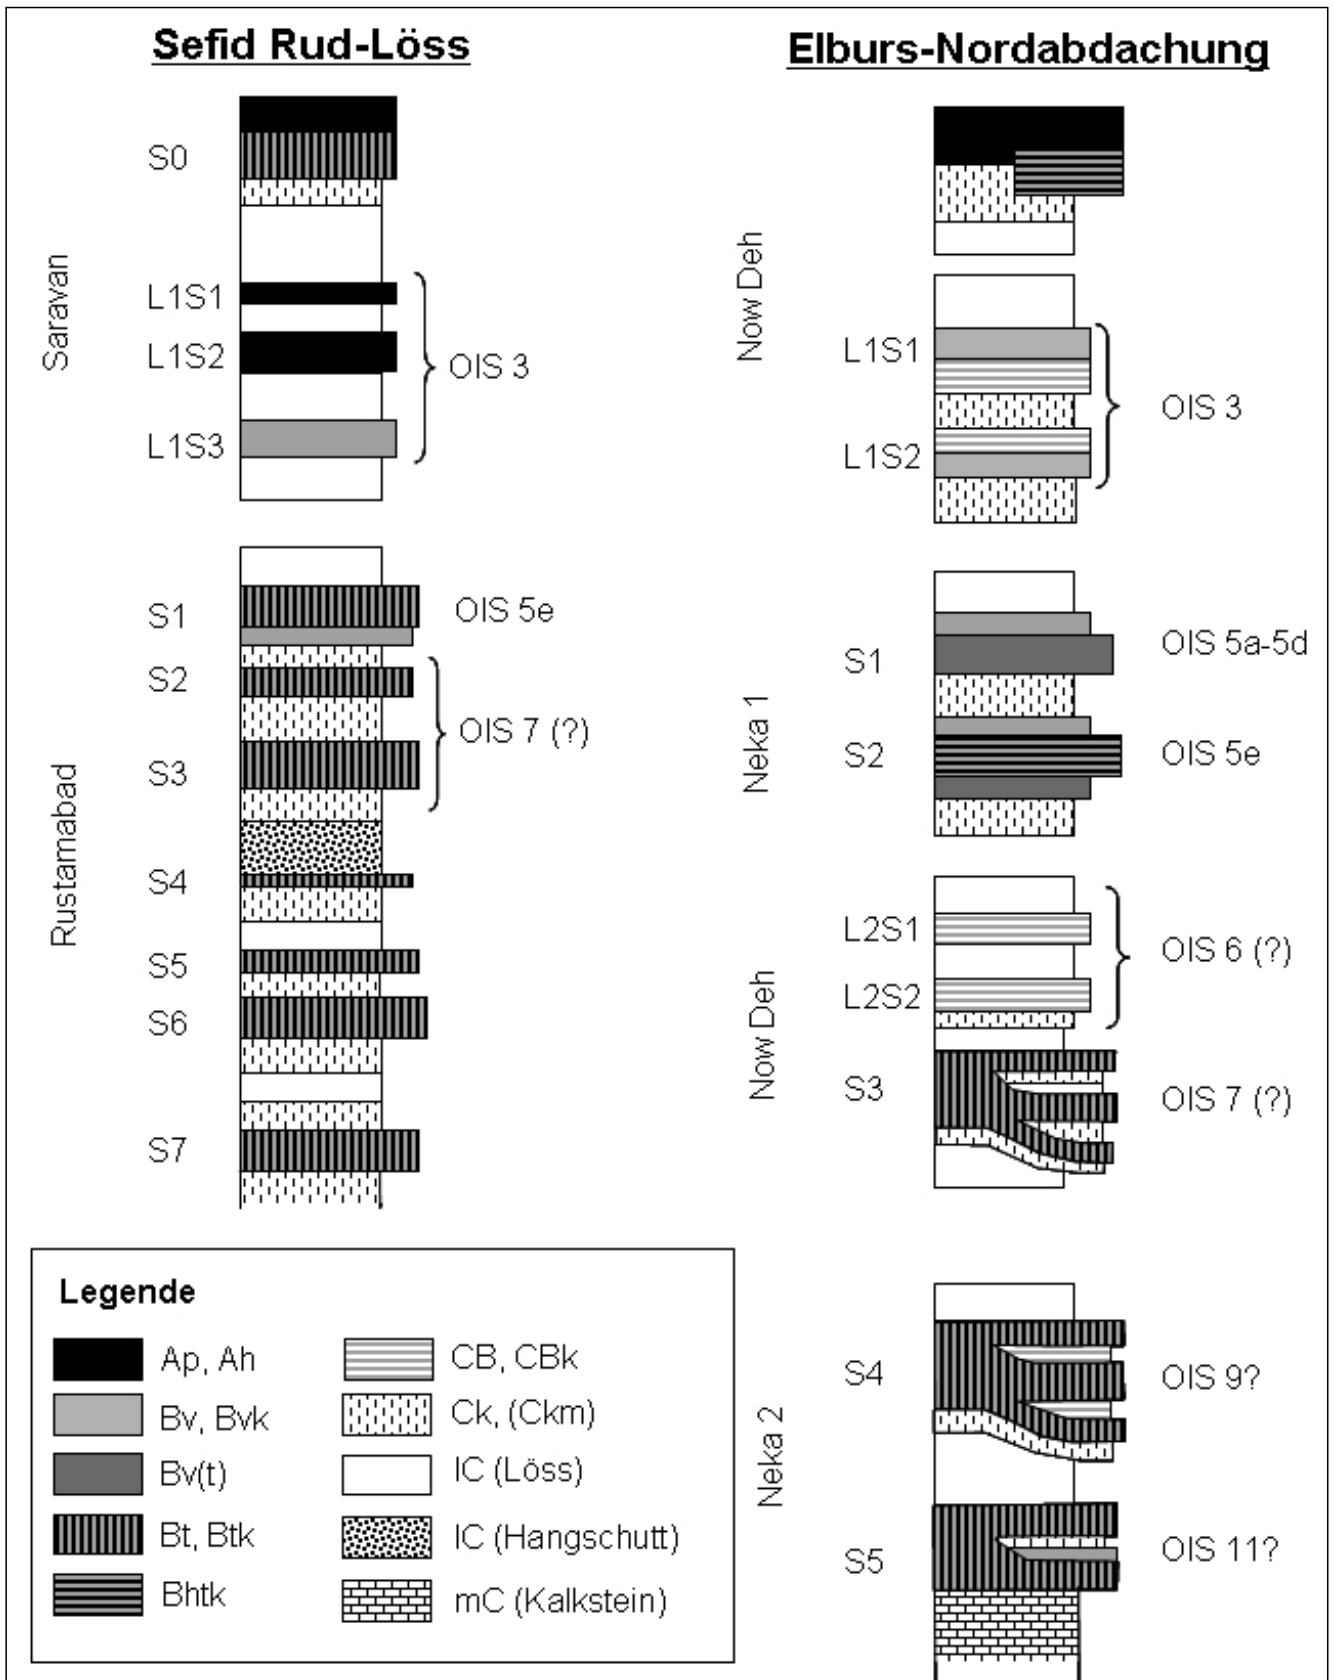 Sefid Rud-Löss
Saravan
S0
L1S1
L1S2
OIS 3
L1S3
Rustamabad
S1
OIS 5e
S2
OIS 7 (?)
S3
S4
S5
S6
S7
Elburs-Nordabdachung
Now Deh
L1S1
OIS 3
L1S2
Neka 1
S1
OIS 5a-5d
S2
OIS 5e
Now Deh
L2S1
OIS 6 (?)
L2S2
S3
OIS 7 (?)
Neka 2
S4
OIS 9?
S5
OIS 11?
Legende
Ap, Ah
Bv, Bvk
Bv(t)
Bt, Btk
Bhtk
CB, CBk
Ck, (Ckm)
IC (Löss)
IC (Hangschutt)
mC (Kalkstein)